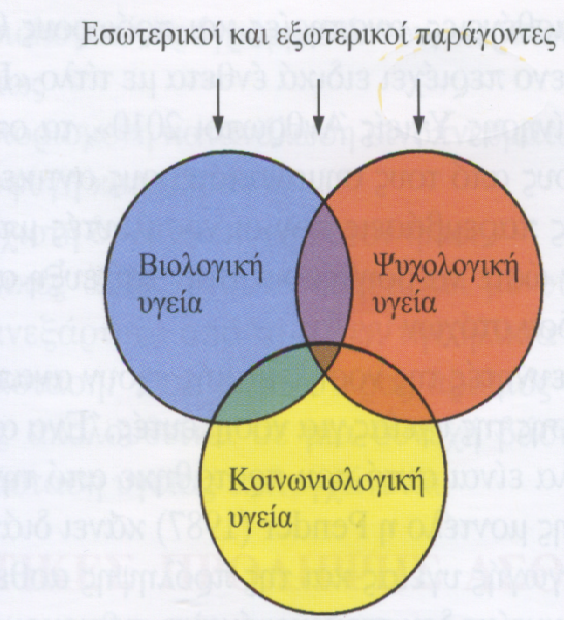 Εσωτερικοί και εξωτερικοί παράγοντες
Βιολογική
υγεία
Ψυχολογική
υγεία
Κοινωνιολογική
υγεία